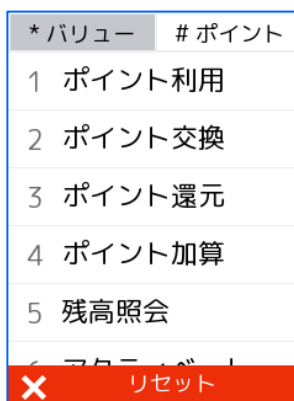 * バリュー # ポイント
1 ポイント利用
2 ポイント交換
3 ポイント還元
4 ポイント加算
5 残高照会
× リセット